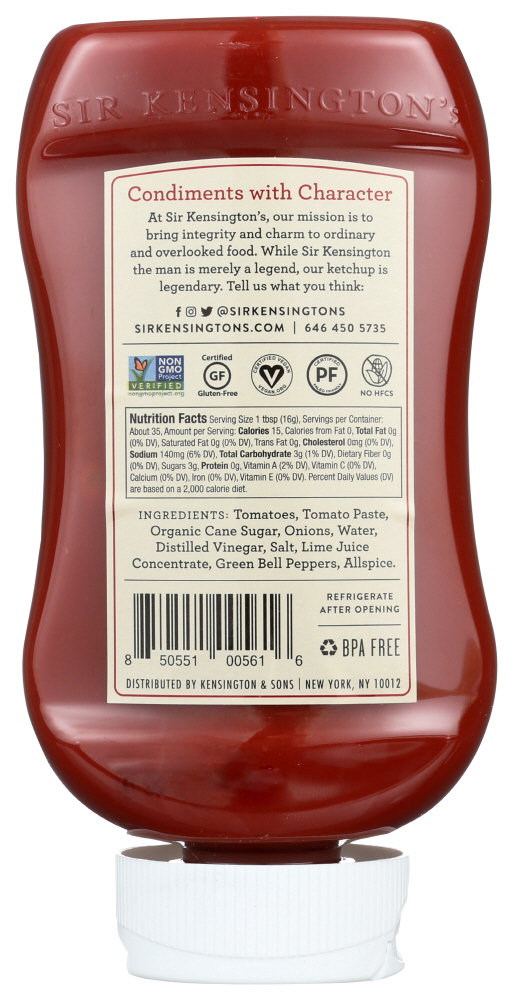 SIR KENSINGTON's
Condiments with Character
At Sir Kensington's, our mission is to
bring integrity and charm to ordinary
and overlooked food. While Sir Kensington
the man is merely a legend, our ketchup is
legendary. Tell us what you think:
@SIRKENSINGTONS
SIRKENSINGTONS.COM | 646 450 5735
NON
GMO
Project
VERIFIED
nongmoproject.org
Certified
GF
Gluten-Free
CERTIFIED VEGAN
VEGAN.ORG
CERTIFIED
PF
NO HFCS
Nutrition Facts Serving Size 1 tbsp (16g), Servings per Container:
About 35, Amount per Serving: Calories 15, Calories from Fat 0, Total Fat 0g
(0% DV), Saturated Fat 0g (0% DV), Trans Fat 0g, Cholesterol 0mg (0% DV),
Sodium 140mg (6% DV), Total Carbohydrate 3g (1% DV), Dietary Fiber 0g
(0% DV), Sugars 3g, Protein 0g, Vitamin A (2% DV), Vitamin C (0% DV),
Calcium (0% DV), Iron (0% DV), Vitamin E (0% DV). Percent Daily Values (DV)
are based on a 2,000 calorie diet.
INGREDIENTS: Tomatoes, Tomato Paste,
Organic Cane Sugar, Onions, Water,
Distilled Vinegar, Salt, Lime Juice
Concentrate, Green Bell Peppers, Allspice.
REFRIGERATE
AFTER OPENING
BPA FREE
8 50551 00561 6
DISTRIBUTED BY KENSINGTON & SONS | NEW YORK, NY 10012